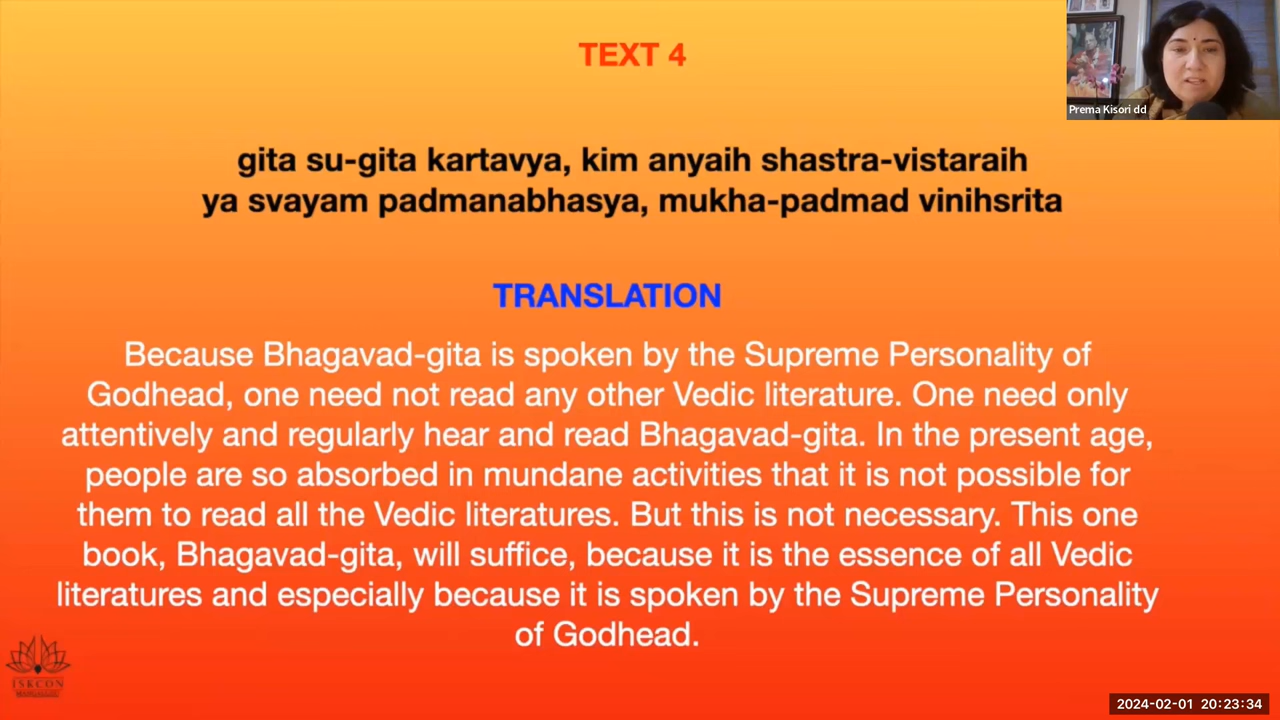 TEXT 4
Prema Kisori dd
gita su-gita kartavya, kim anyaih shastra-vistaraih
ya svayam padmanabhasya, mukha-padmad vinihsrita
TRANSLATION
Because Bhagavad-gita is spoken by the Supreme Personality of
Godhead, one need not read any other Vedic literature. One need only
attentively and regularly hear and read Bhagavad-gita. In the present age,
people are so absorbed in mundane activities that it is not possible for
them to read all the Vedic literatures. But this is not necessary. This one
book, Bhagavad-gita, will suffice, because it is the essence of all Vedic
literatures and especially because it is spoken by the Supreme Personality
of Godhead.
ISKCON
2024-02-01 20:23:34